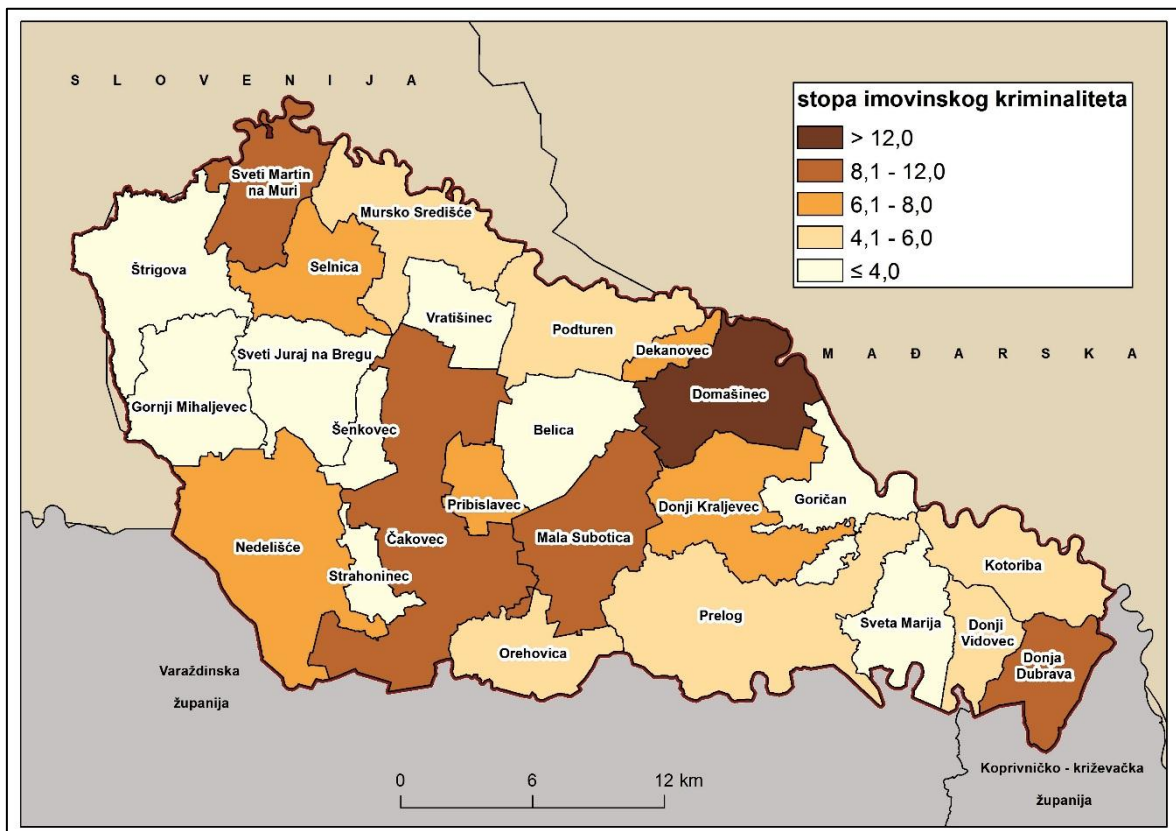 S L O V E N I J A
stopa imovinskog kriminaliteta
> 12,0
8,1 - 12,0
6,1 - 8,0
4,1 - 6,0
≤ 4,0
Sveti Martin
na Muri
Mursko Središće
Štrigova
Selnica
Vratišinec
Podturen
Dekanovec
M A Đ A R S K A
Sveti Juraj na Bregu
Domašinec
Gornji Mihaljevec
Šenkovec
Belica
Pribislavec
Donji Kraljevec
Goričan
Nedelišće
Čakovec
Mala Subotica
Kotoriba
Strahoninec
Prelog
Sveta Marija
Donji
Vidovec
Orehovica
Donja
Dubrava
Varaždinska
županija
Koprivničko - križevačka
županija
0 6 12 km